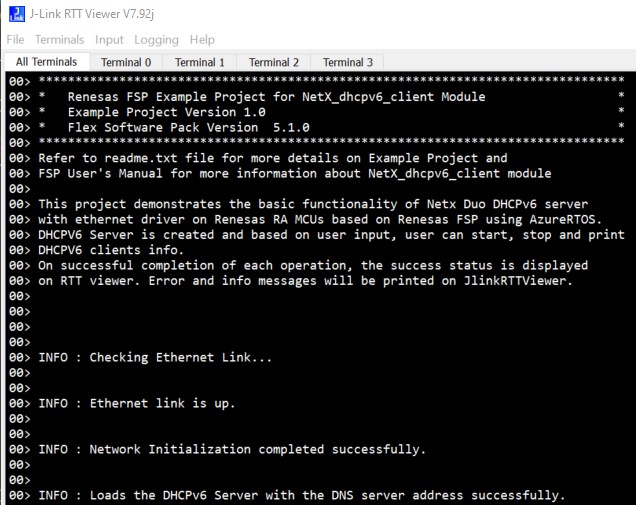 J-Link RTT Viewer V7.92j
File Terminals Input Logging Help
All Terminals Terminal 0 Terminal 1 Terminal 2 Terminal 3
00> ********************************************************************************
00> *   Renesas FSP Example Project for NetX_dhcpv6_client Module                  *
00> *   Example Project Version 1.0                                                *
00> *   Flex Software Pack Version  5.1.0                                          *
00> ********************************************************************************
00> Refer to readme.txt file for more details on Example Project and
00> FSP User's Manual for more information about NetX_dhcpv6_client module
00>
00> This project demonstrates the basic functionality of Netx Duo DHCPv6 server
00> with ethernet driver on Renesas RA MCUs based on Renesas FSP using AzureRTOS.
00> DHCPV6 Server is created and based on user input, user can start, stop and print
00> DHCPV6 clients info.
00> On successful completion of each operation, the success status is displayed
00> on RTT viewer. Error and info messages will be printed on JlinkRTTViewer.
00>
00>
00>
00>
00> INFO : Checking Ethernet Link...
00>
00>
00> INFO : Ethernet link is up.
00>
00>
00> INFO : Network Initialization completed successfully.
00>
00>
00> INFO : Loads the DHCPv6 Server with the DNS server address successfully.